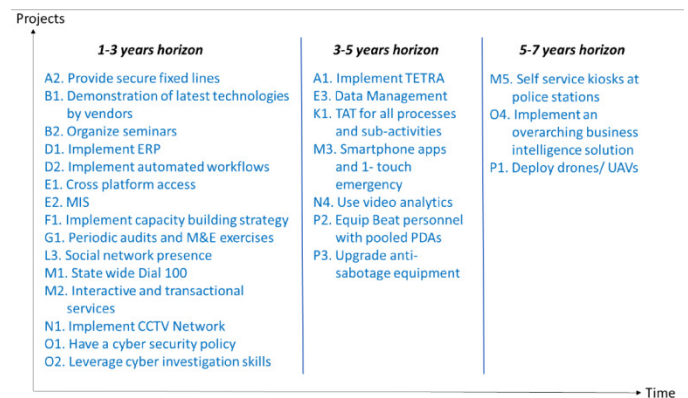 Projects
1-3 years horizon
A2. Provide secure fixed lines
B1. Demonstration of latest technologies
by vendors
B2. Organize seminars
D1. Implement ERP
D2. Implement automated workflows
E1. Cross platform access
E2. MIS
F1. Implement capacity building strategy
G1. Periodic audits and M&E exercises
L3. Social network presence
M1. State wide Dial 100
M2. Interactive and transactional
services
N1. Implement CCTV Network
O1. Have a cyber security policy
O2. Leverage cyber investigation skills
3-5 years horizon
A1. Implement TETRA
E3. Data Management
K1. TAT for all processes
and sub-activities
M3. Smartphone apps
and 1- touch
emergency
N4. Use video analytics
P2. Equip Beat personnel
with pooled PDAs
P3. Upgrade anti-
sabotage equipment
5-7 years horizon
M5. Self service kiosks at
police stations
O4. Implement an
overarching business
intelligence solution
P1. Deploy drones/ UAVs
Time